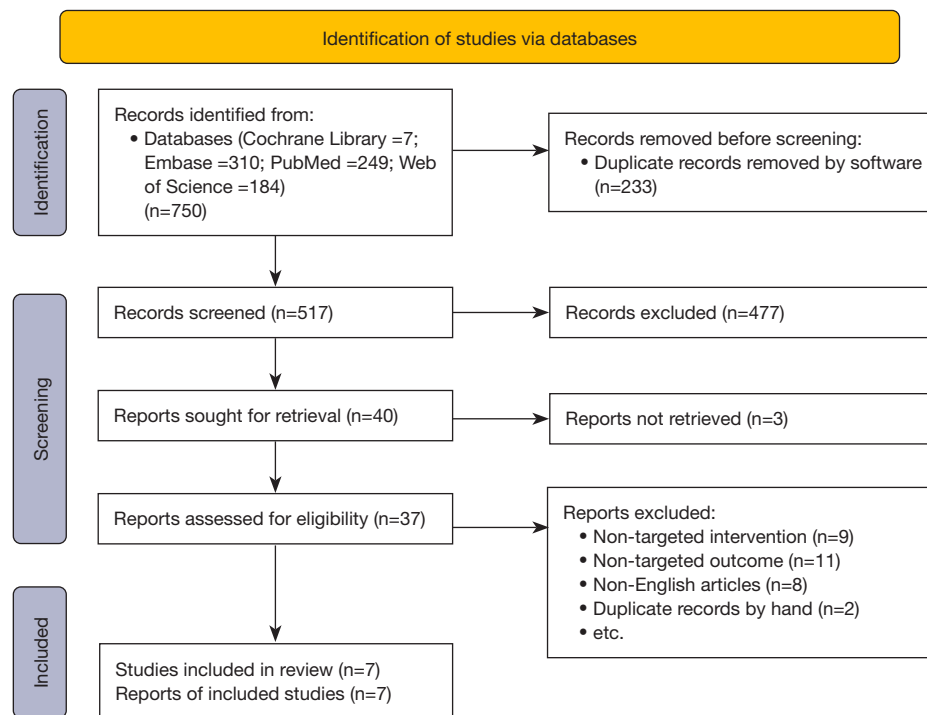 Identification of studies via databases
Identification
Records identified from:
• Databases (Cochrane Library =7;
Embase =310; PubMed =249; Web
of Science =184)
(n=750)
Records removed before screening:
• Duplicate records removed by software
(n=233)
Screening
Records screened (n=517)
Records excluded (n=477)
Reports sought for retrieval (n=40)
Reports not retrieved (n=3)
Reports assessed for eligibility (n=37)
Reports excluded:
• Non-targeted intervention (n=9)
• Non-targeted outcome (n=11)
• Non-English articles (n=8)
• Duplicate records by hand (n=2)
• etc.
Included
Studies included in review (n=7)
Reports of included studies (n=7)